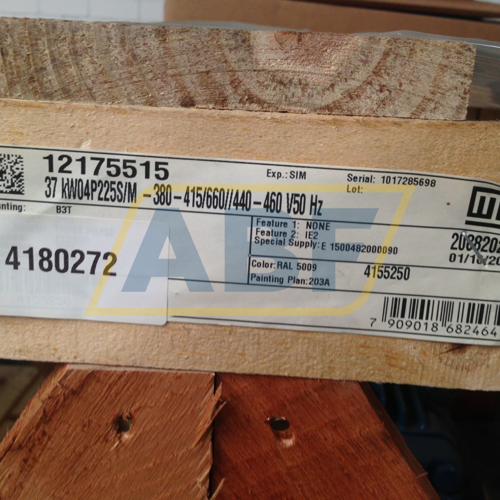 12175515
Exp.: SIM
Serial: 1017285698
Lot:
37 kW04P225S/M - 380-415/660//440-460 V50 Hz
B3T
Feature 1: NONE
Feature 2: IE2
Special Supply: E 1500482000090
Color: RAL 5009
Painting Plan: 203A
4155250
4180272
ABF
7 909018 682464